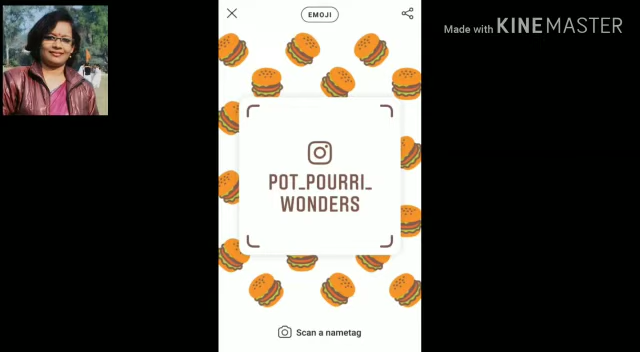 EMOJI
Made with KINEMASTER
POT_POURRI_
WONDERS
Scan a nametag